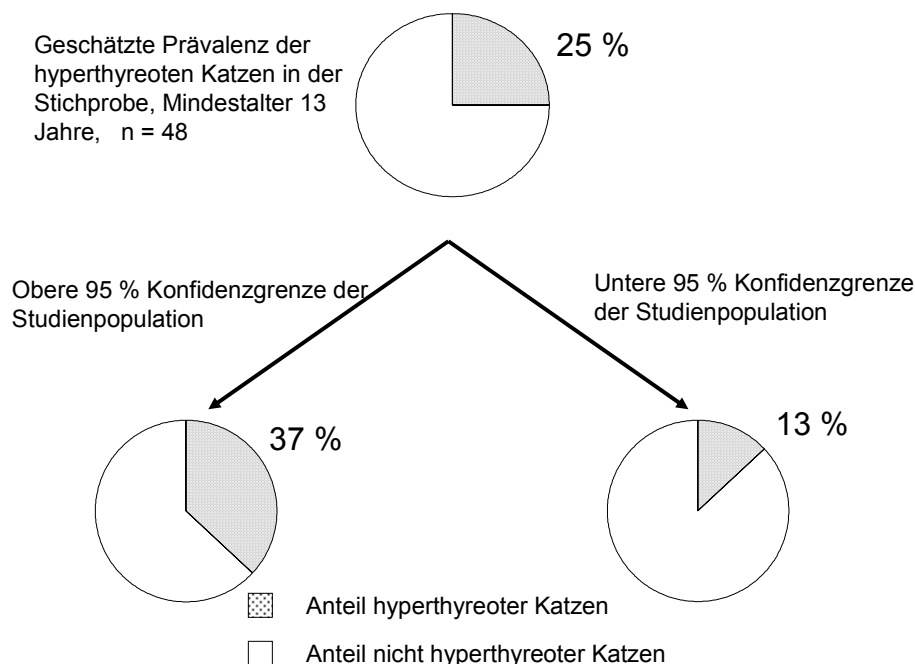 Geschätzte Prävalenz der
hyperthyreoten Katzen in der
Stichprobe, Mindestalter 13
Jahre, n = 48
25 %
Obere 95 % Konfidenzgrenze der
Studienpopulation
Untere 95 % Konfidenzgrenze
der Studienpopulation
37 %
13 %
Anteil hyperthyreoter Katzen
Anteil nicht hyperthyreoter Katzen